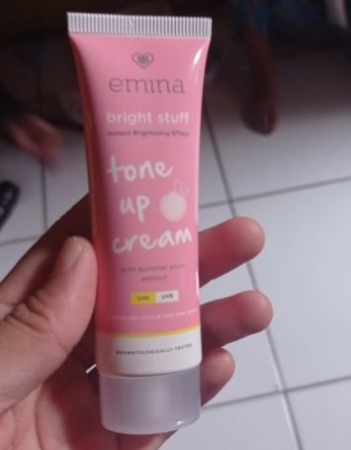 emina
bright stuff
Instant Brightening Effect
tone
up
cream
with summer plum
extract
UVA UVB
DERMATOLOGICALLY TESTED